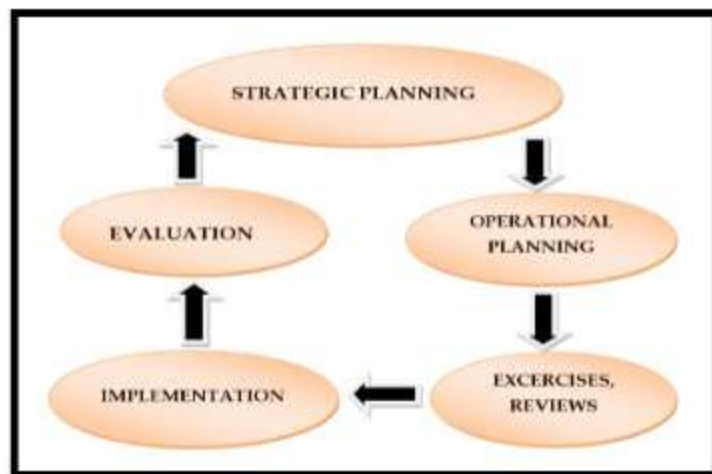 STRATEGIC PLANNING
OPERATIONAL
PLANNING
EXCERCISES,
REVIEWS
IMPLEMENTATION
EVALUATION